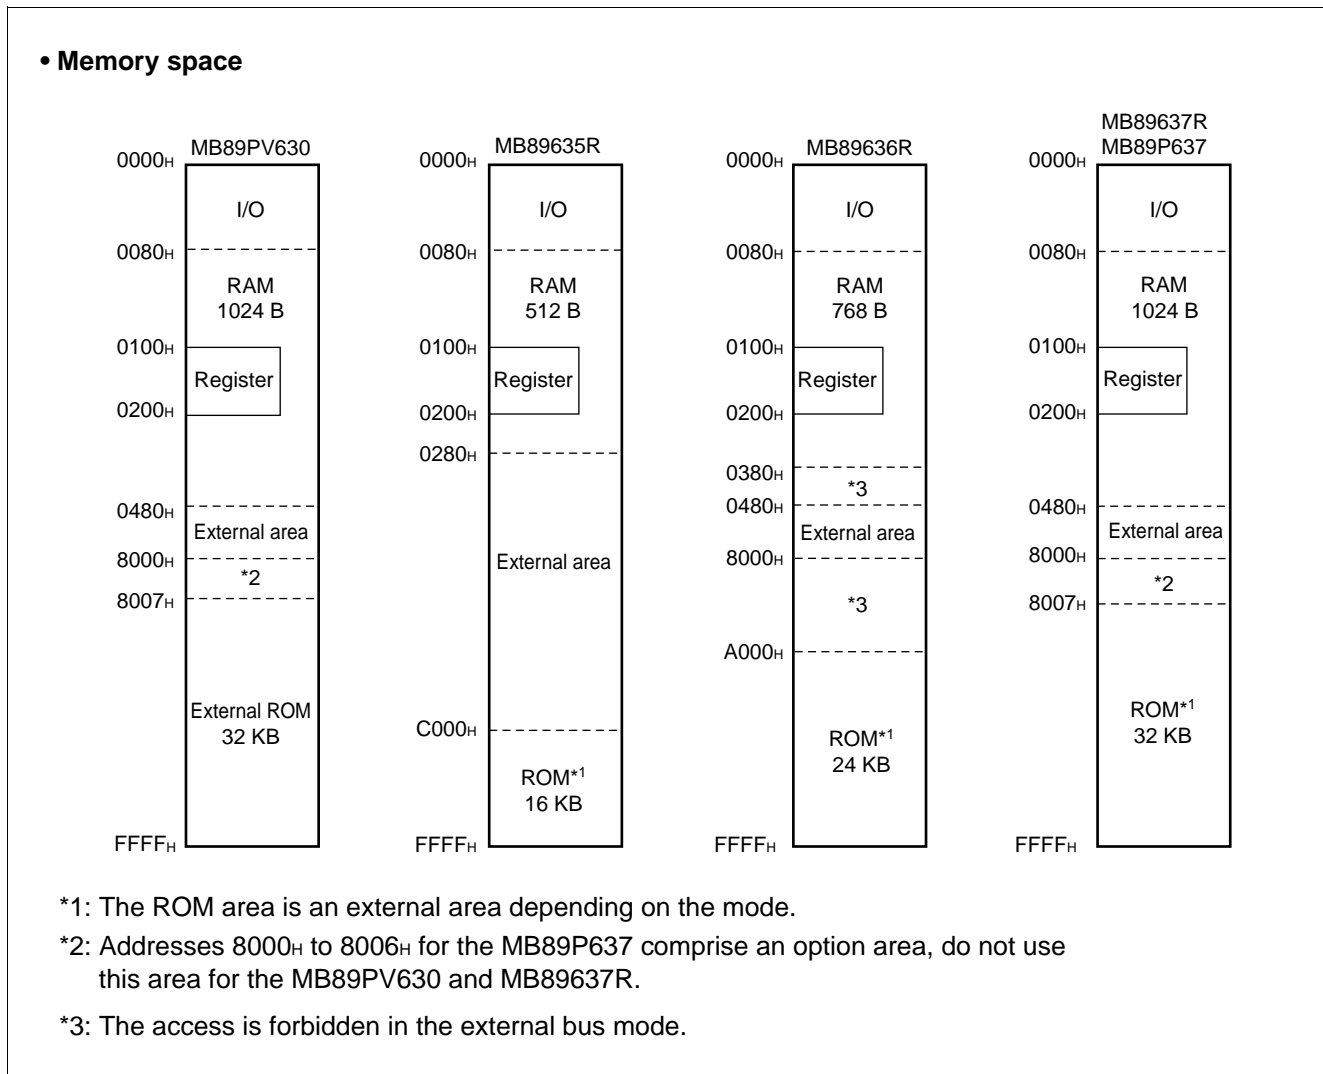 • Memory space
MB89PV630
0000H
I/O
0080H
RAM
1024 B
0100H
Register
0200H
0480H
External area
8000H
*2
8007H
External ROM
32 KB
FFFFH
MB89635R
0000H
I/O
0080H
RAM
512 B
0100H
Register
0200H
0280H
External area
C000H
ROM*1
16 KB
FFFFH
MB89636R
0000H
I/O
0080H
RAM
768 B
0100H
Register
0200H
0380H
*3
0480H
External area
8000H
*3
A000H
ROM*1
24 KB
FFFFH
MB89637R
MB89P637
0000H
I/O
0080H
RAM
1024 B
0100H
Register
0200H
0480H
External area
8000H
*2
8007H
ROM*1
32 KB
FFFFH
*1: The ROM area is an external area depending on the mode.
*2: Addresses 8000H to 8006H for the MB89P637 comprise an option area, do not use
this area for the MB89PV630 and MB89637R.
*3: The access is forbidden in the external bus mode.